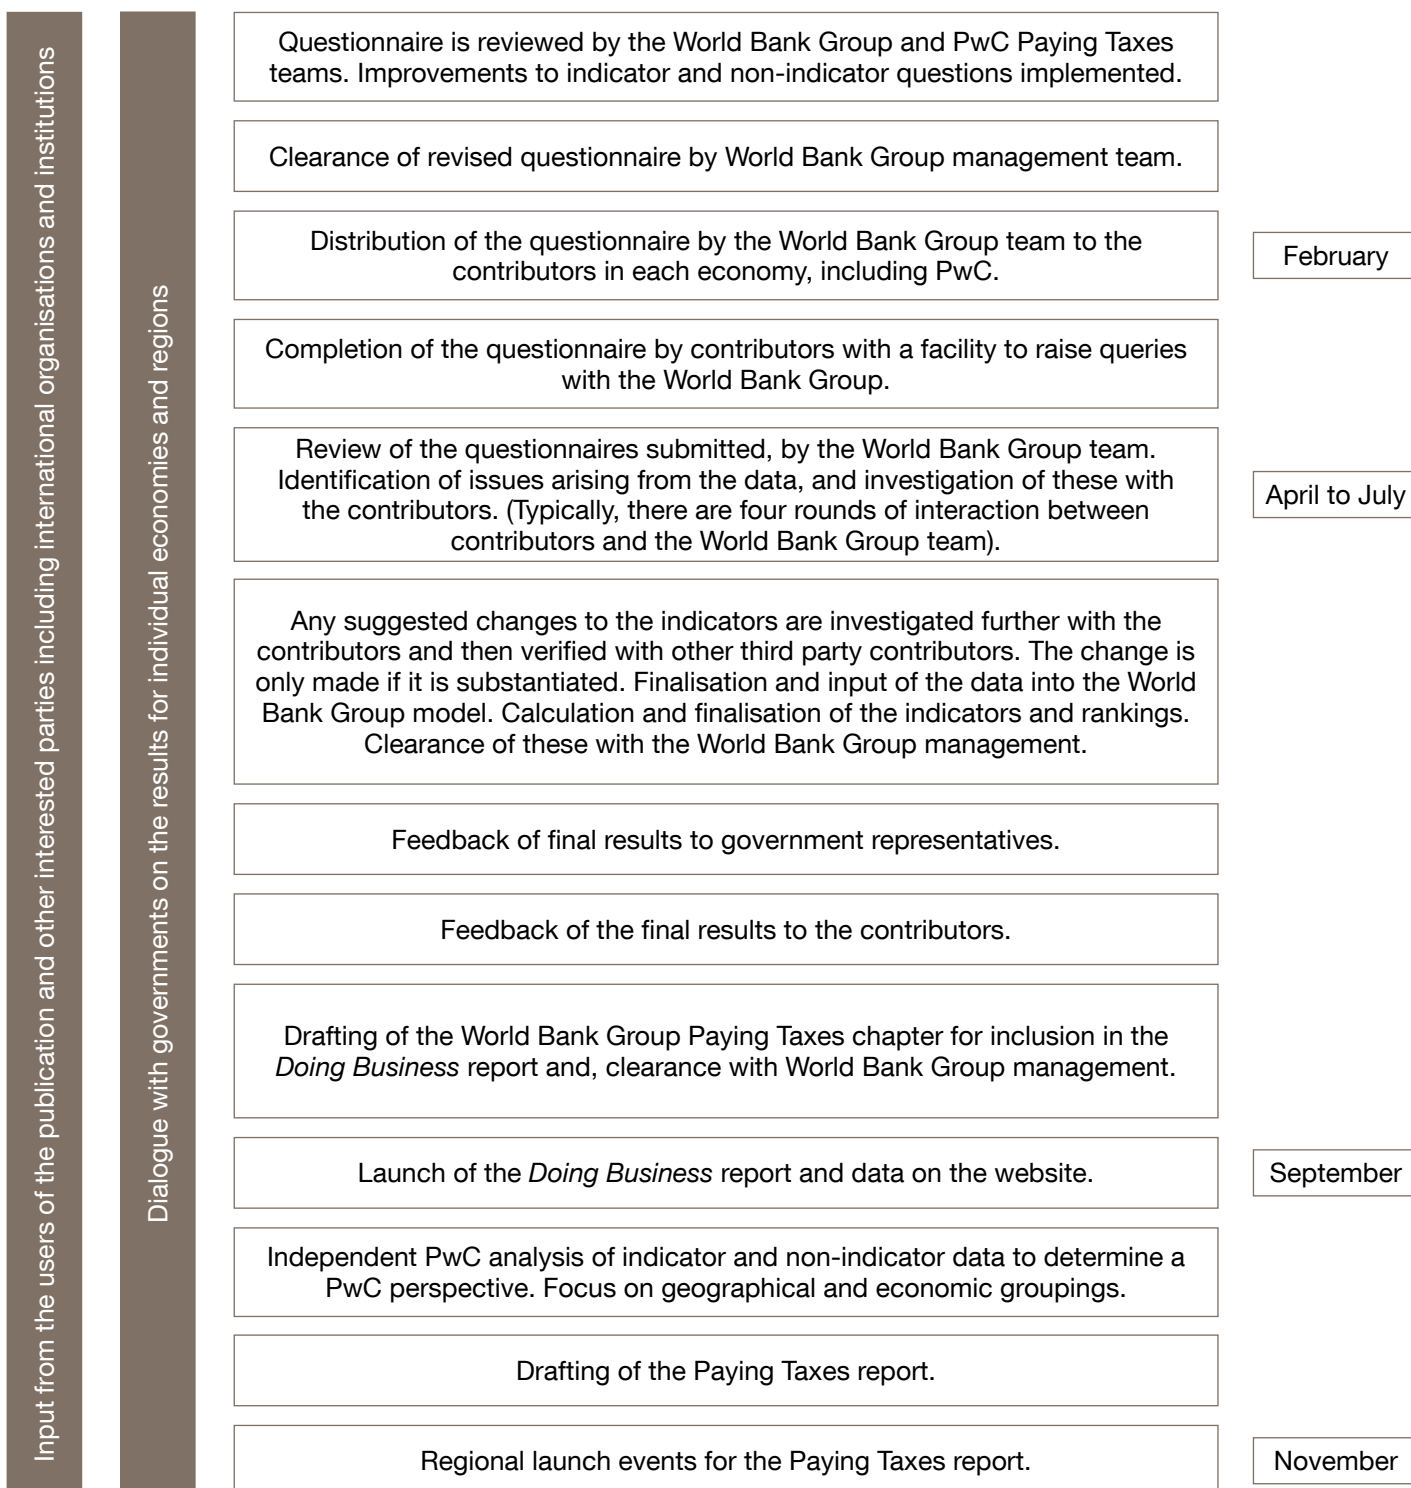 Input from the users of the publication and other interested parties including international organisations and institutions
Dialogue with governments on the results for individual economies and regions
Questionnaire is reviewed by the World Bank Group and PwC Paying Taxes
teams. Improvements to indicator and non-indicator questions implemented.
Clearance of revised questionnaire by World Bank Group management team.
Distribution of the questionnaire by the World Bank Group team to the
contributors in each economy, including PwC.
February
Completion of the questionnaire by contributors with a facility to raise queries
with the World Bank Group.
Review of the questionnaires submitted, by the World Bank Group team.
Identification of issues arising from the data, and investigation of these with
the contributors. (Typically, there are four rounds of interaction between
contributors and the World Bank Group team).
April to July
Any suggested changes to the indicators are investigated further with the
contributors and then verified with other third party contributors. The change is
only made if it is substantiated. Finalisation and input of the data into the World
Bank Group model. Calculation and finalisation of the indicators and rankings.
Clearance of these with the World Bank Group management.
Feedback of final results to government representatives.
Feedback of the final results to the contributors.
Drafting of the World Bank Group Paying Taxes chapter for inclusion in the
Doing Business report and, clearance with World Bank Group management.
Launch of the Doing Business report and data on the website.
September
Independent PwC analysis of indicator and non-indicator data to determine a
PwC perspective. Focus on geographical and economic groupings.
Drafting of the Paying Taxes report.
Regional launch events for the Paying Taxes report.
November